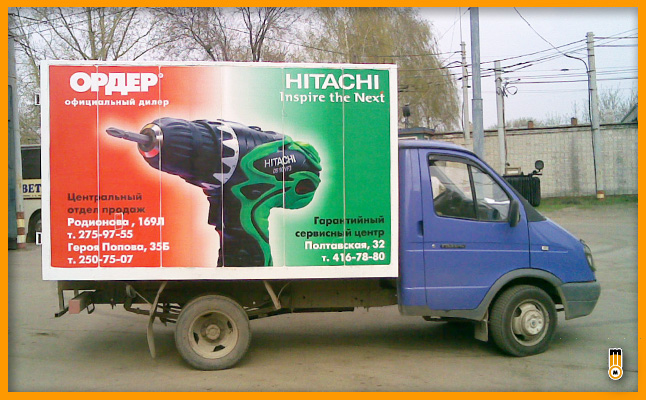 ОРДЕР®
официальный дилер
HITACHI
Inspire the Next
HITACHI
Центральный
отдел продаж
Родионова , 169Л
т. 275-97-55
Героя Попова, 35Б
т. 250-75-07
Гарантийный
сервисный центр
Полтавская, 32
т. 416-78-80
ВЕТ